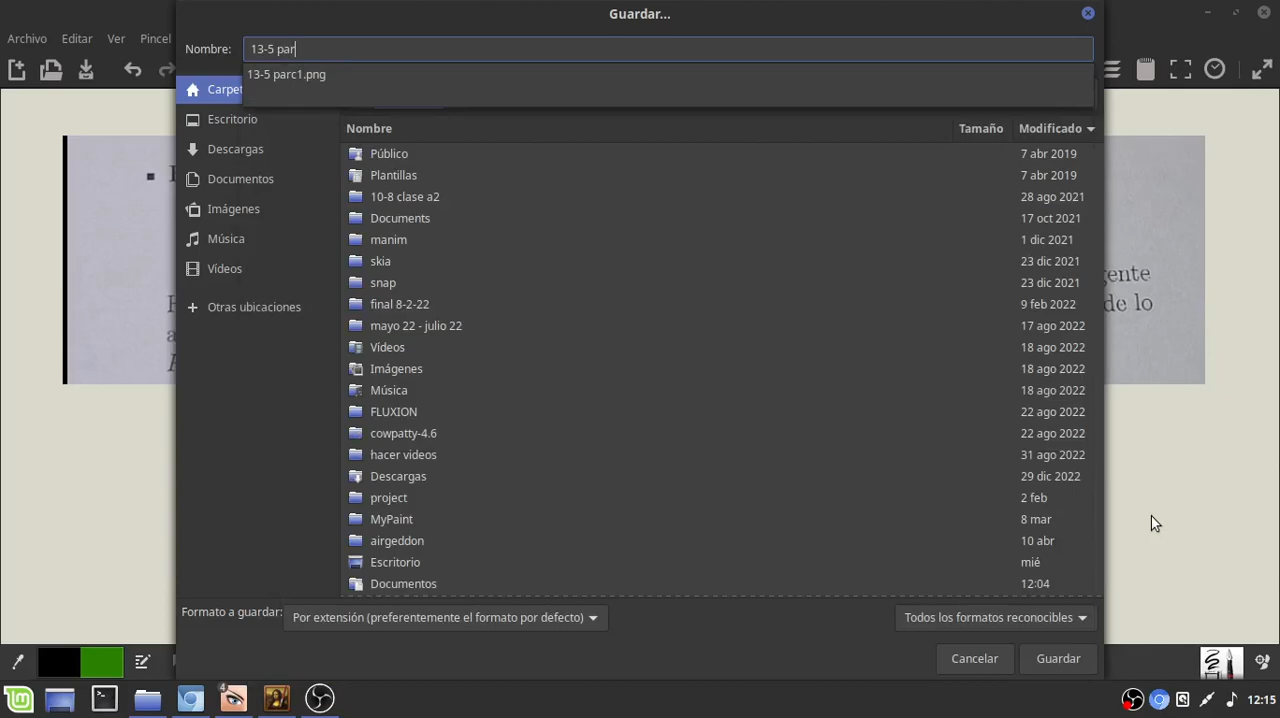 Guardar...
Archivo Editar Ver Pincel
Nombre: 13-5 par
13-5 parc1.png
Carpet
Escritorio
Descargas
Documentos
Imágenes
Música
Vídeos
Otras ubicaciones
Nombre Tamaño Modificado
Público 7 abr 2019
Plantillas 7 abr 2019
10-8 clase a2 28 ago 2021
Documents 17 oct 2021
manim 1 dic 2021
skia 23 dic 2021
snap 23 dic 2021
final 8-2-22 9 feb 2022
mayo 22 - julio 22 17 ago 2022
Vídeos 18 ago 2022
Imágenes 18 ago 2022
Música 18 ago 2022
FLUXION 22 ago 2022
cowpatty-4.6 22 ago 2022
hacer videos 31 ago 2022
Descargas 29 dic 2022
project 2 feb
MyPaint 8 mar
airgeddon 10 abr
Escritorio mié
Documentos 12:04
gente
de lo
Formato a guardar: Por extensión (preferentemente el formato por defecto) Todos los formatos reconocibles
Cancelar Guardar
4
12:15